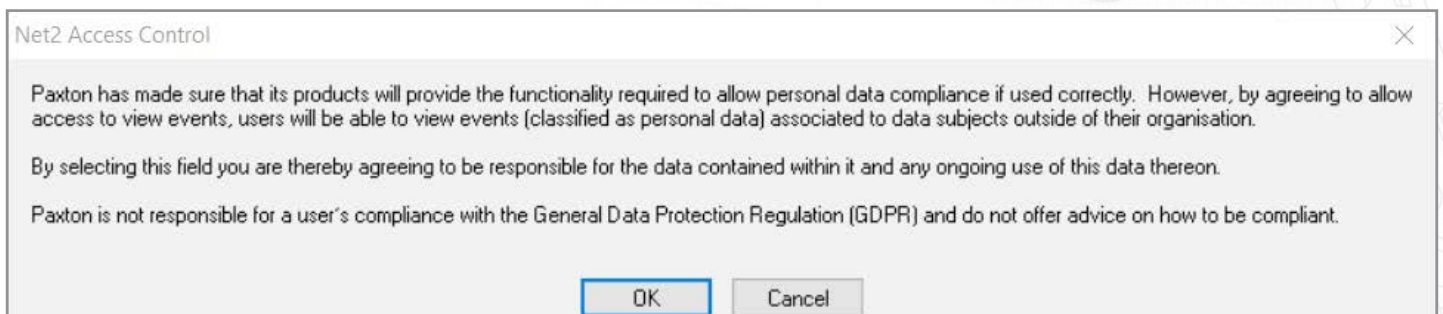 Net2 Access Control
Paxton has made sure that its products will provide the functionality required to allow personal data compliance if used correctly.  However, by agreeing to allow
access to view events, users will be able to view events (classified as personal data) associated to data subjects outside of their organisation.
By selecting this field you are thereby agreeing to be responsible for the data contained within it and any ongoing use of this data thereon.
Paxton is not responsible for a user's compliance with the General Data Protection Regulation (GDPR) and do not offer advice on how to be compliant.
OK Cancel